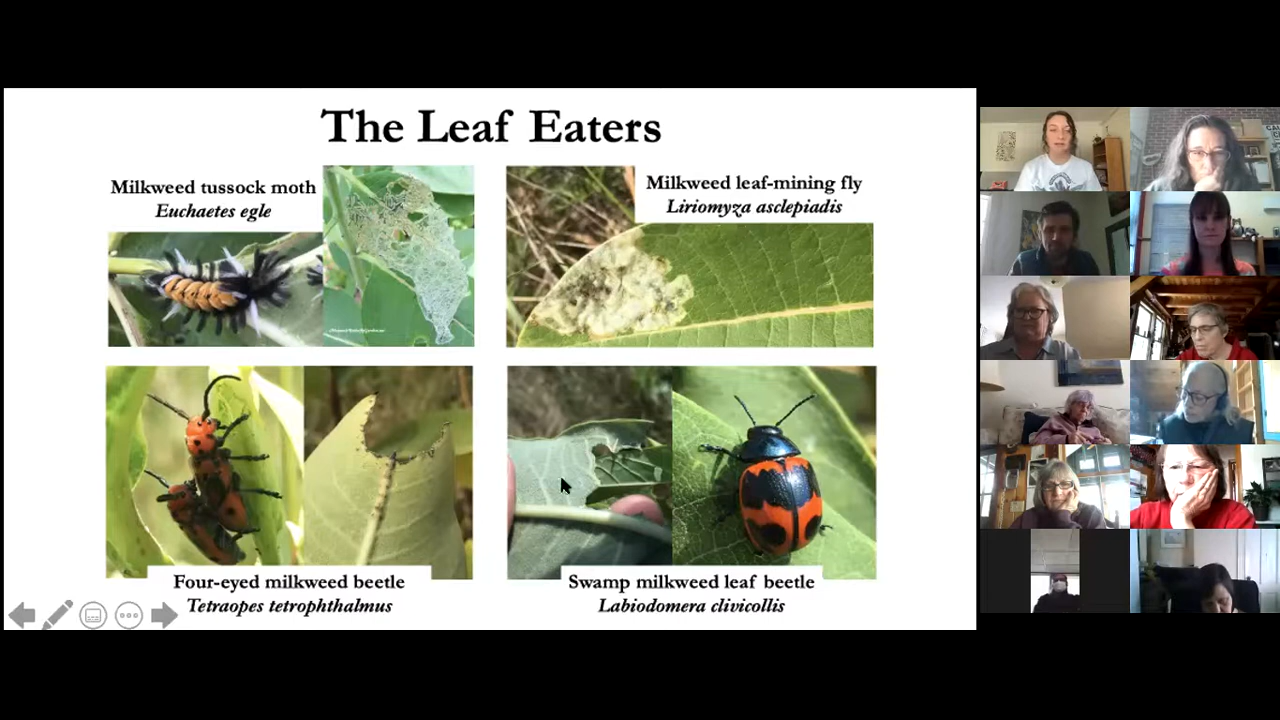 The Leaf Eaters
Milkweed tussock moth
Euchaetes egle
Milkweed leaf-mining fly
Liriomyza asclepiadis
Four-eyed milkweed beetle
Tetraopes tetrophthalmus
Swamp milkweed leaf beetle
Labiodomera clivicollis